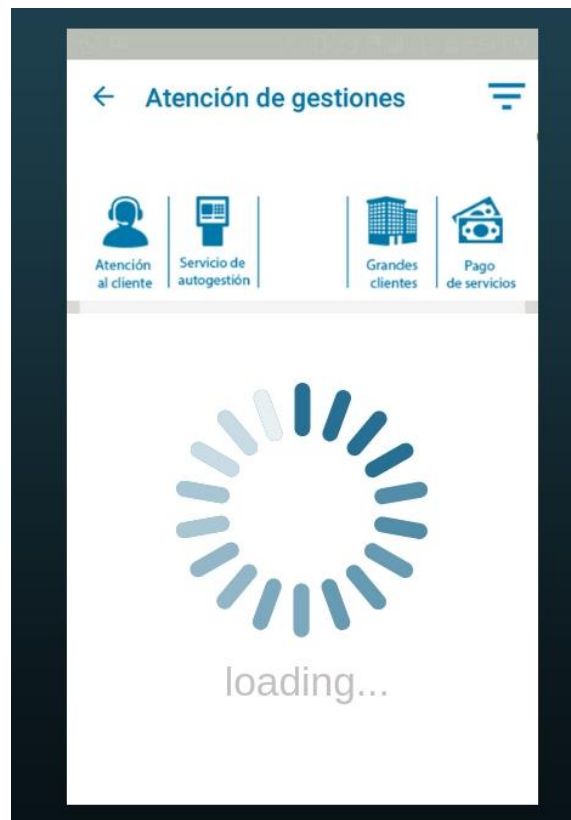 Atención de gestiones
Atención
al cliente
Servicio de
autogestión
Grandes
clientes
Pago
de servicios
loading...